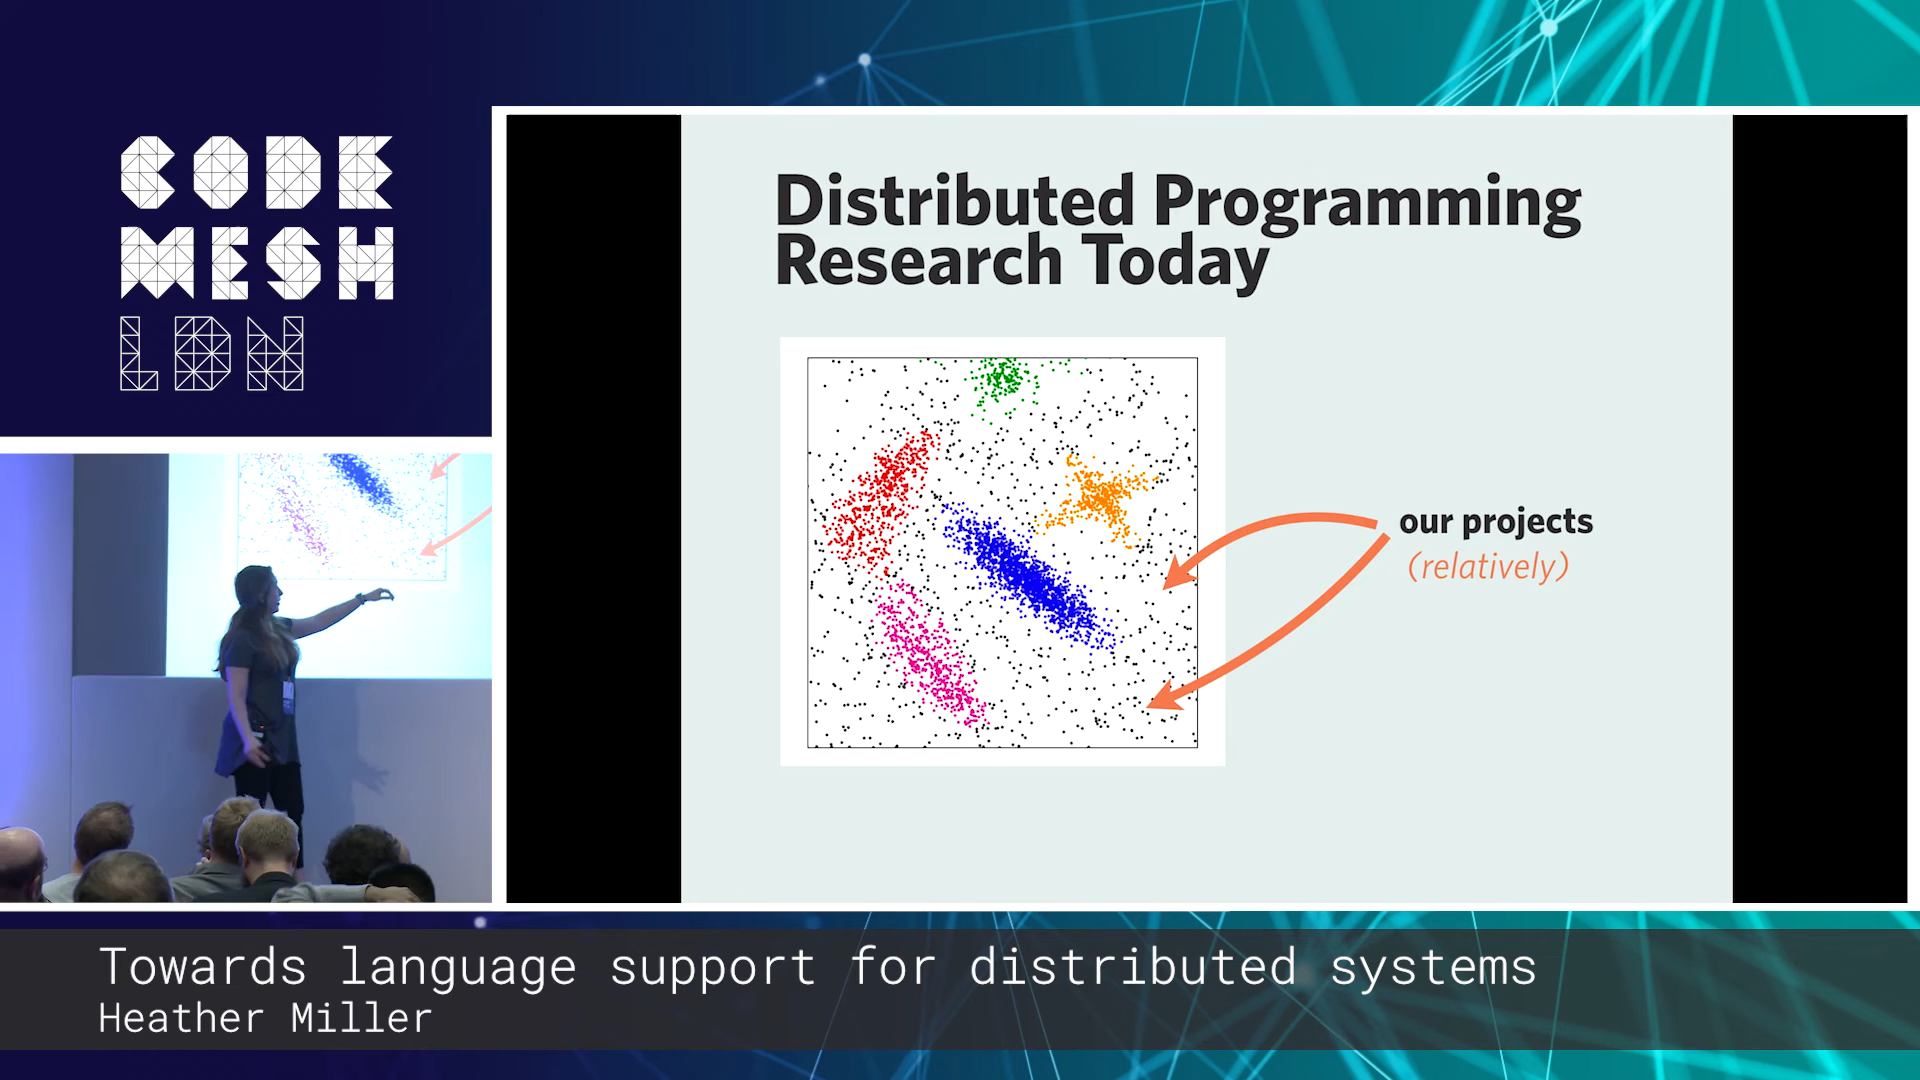 CODE
MESH
LDN
Distributed Programming
Research Today
our projects
(relatively)
Towards language support for distributed systems
Heather Miller